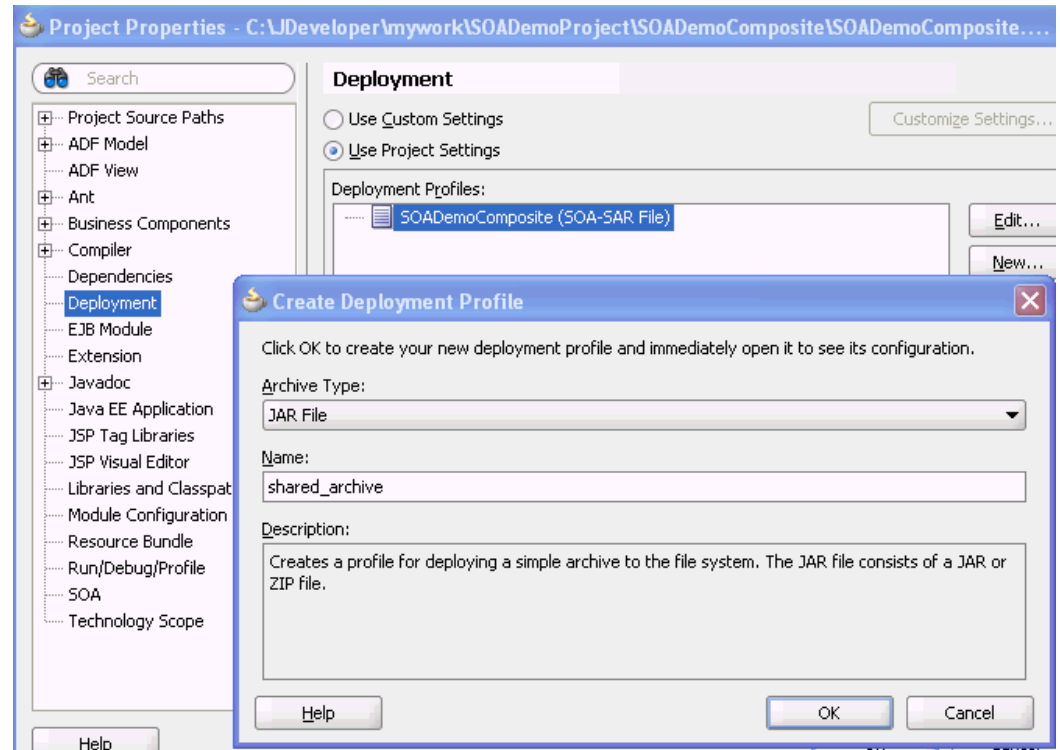 Project Properties - C:\JDeveloper\mywork\SOADemoProject\SOADemoComposite\SOADemoComposite....
Search
Deployment
Project Source Paths
ADF Model
ADF View
Ant
Business Components
Compiler
Dependencies
Deployment
EJB Module
Extension
Javadoc
Java EE Application
JSP Tag Libraries
JSP Visual Editor
Libraries and Classpat
Module Configuration
Resource Bundle
Run/Debug/Profile
SOA
Technology Scope
Use Custom Settings
Customize Settings...
Use Project Settings
Deployment Profiles:
SOADemoComposite (SOA-SAR File)
Edit...
New...
Create Deployment Profile
Click OK to create your new deployment profile and immediately open it to see its configuration.
Archive Type:
JAR File
Name:
shared_archive
Description:
Creates a profile for deploying a simple archive to the file system. The JAR file consists of a JAR or
ZIP file.
Help
OK
Cancel
Help